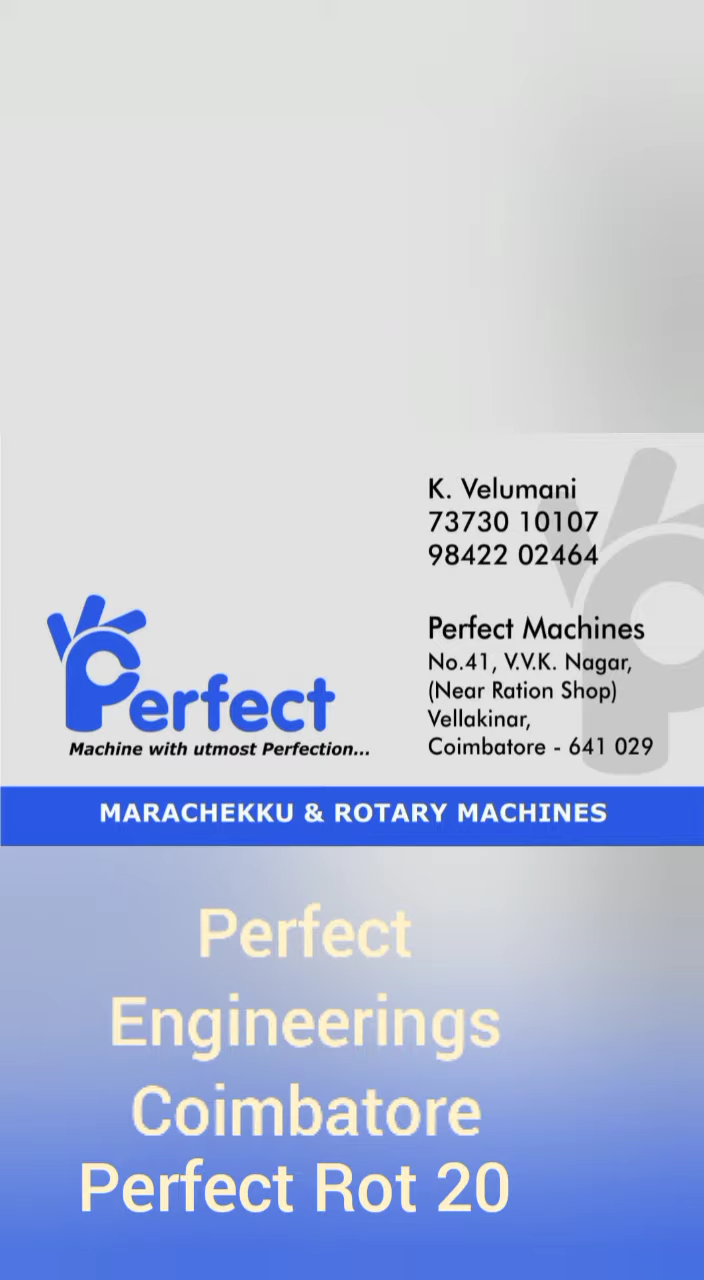 K. Velumani
73730 10107
98422 02464
Perfect
Machine with utmost Perfection...
Perfect Machines
No.41, V.V.K. Nagar,
(Near Ration Shop)
Vellakinar,
Coimbatore - 641 029
MARACHEKKU & ROTARY MACHINES
Perfect
Engineerings
Coimbatore
Perfect Rot 20